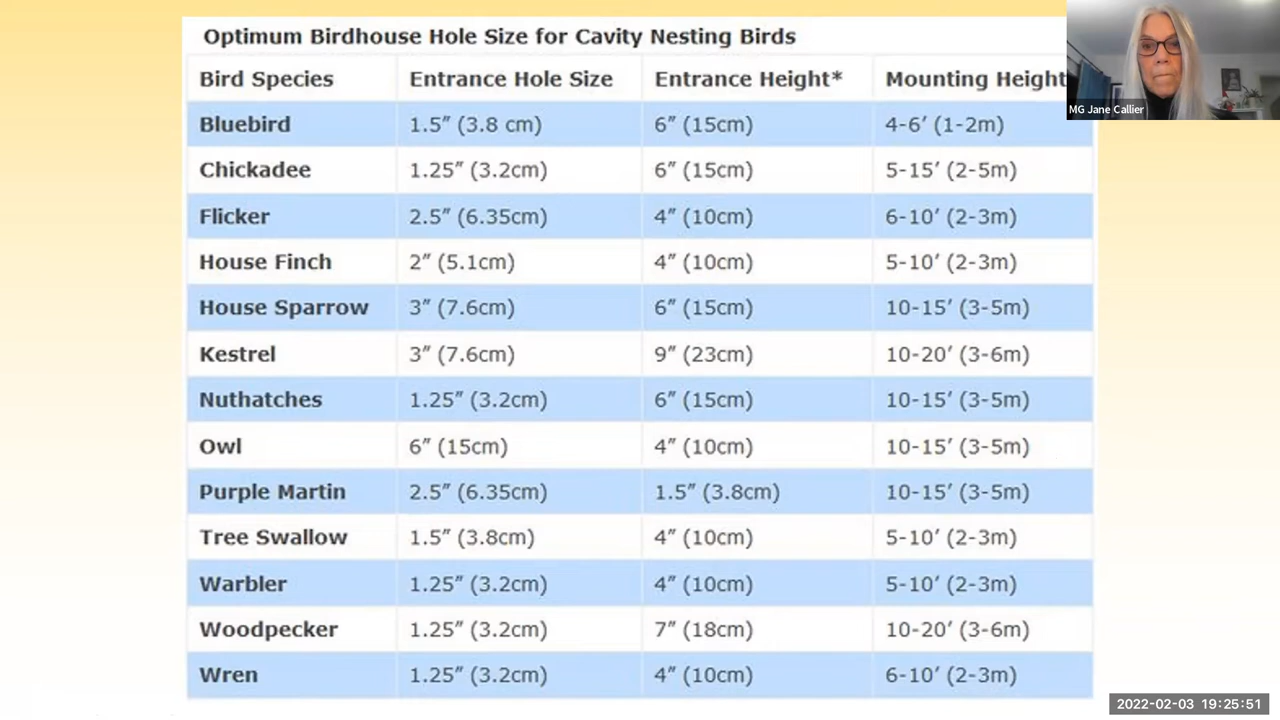 Optimum Birdhouse Hole Size for Cavity Nesting Birds
Bird Species Entrance Hole Size Entrance Height* Mounting Height
MG Jane Callier
Bluebird 1.5” (3.8 cm) 6” (15cm) 4-6’ (1-2m)
Chickadee 1.25” (3.2cm) 6” (15cm) 5-15’ (2-5m)
Flicker 2.5” (6.35cm) 4” (10cm) 6-10’ (2-3m)
House Finch 2” (5.1cm) 4” (10cm) 5-10’ (2-3m)
House Sparrow 3” (7.6cm) 6” (15cm) 10-15’ (3-5m)
Kestrel 3” (7.6cm) 9” (23cm) 10-20’ (3-6m)
Nuthatches 1.25” (3.2cm) 6” (15cm) 10-15’ (3-5m)
Owl 6” (15cm) 4” (10cm) 10-15’ (3-5m)
Purple Martin 2.5” (6.35cm) 1.5” (3.8cm) 10-15’ (3-5m)
Tree Swallow 1.5” (3.8cm) 4” (10cm) 5-10’ (2-3m)
Warbler 1.25” (3.2cm) 4” (10cm) 5-10’ (2-3m)
Woodpecker 1.25” (3.2cm) 7” (18cm) 10-20’ (3-6m)
Wren 1.25” (3.2cm) 4” (10cm) 6-10’ (2-3m)
2022-02-03 19:25:51